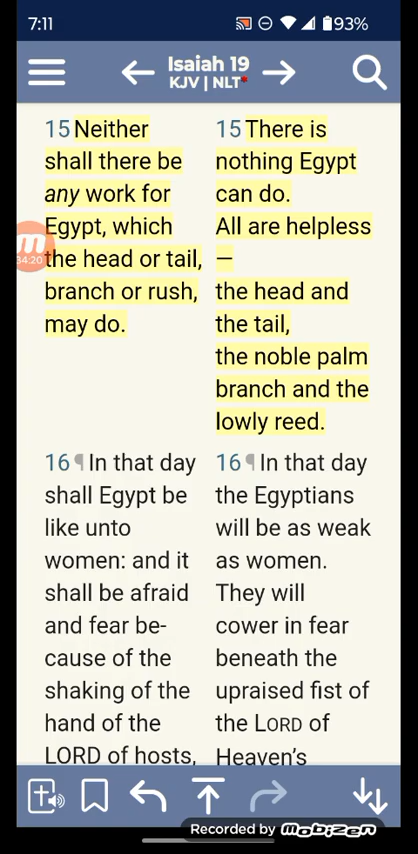 7:11
93%
Isaiah 19
KJV | NLT*
15 Neither
shall there be
any work for
Egypt, which
the head or tail,
branch or rush,
may do.
15 There is
nothing Egypt
can do.
All are helpless
—
the head and
the tail,
the noble palm
branch and the
lowly reed.
34:20
16 ¶ In that day
shall Egypt be
like unto
women: and it
shall be afraid
and fear be-
cause of the
shaking of the
hand of the
LORD of hosts,
16 ¶ In that day
the Egyptians
will be as weak
as women.
They will
cower in fear
beneath the
upraised fist of
the LORD of
Heaven’s
Recorded by mobizen